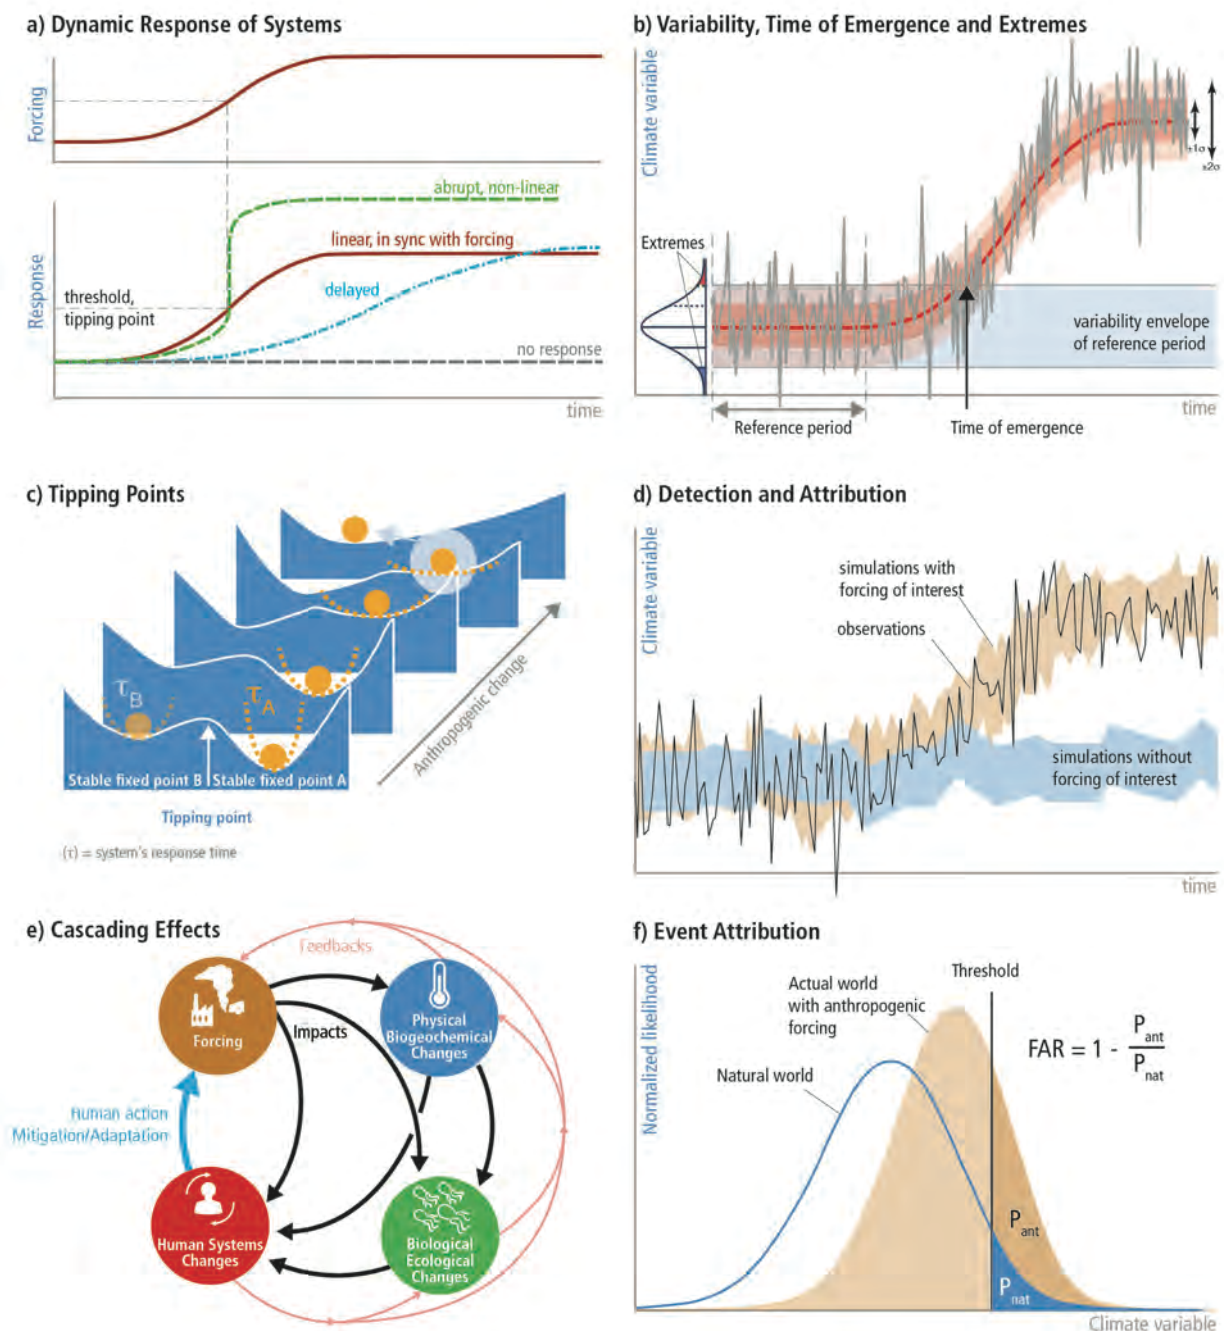 a) Dynamic Response of Systems
Forcing
abrupt, non-linear
linear, in sync with forcing
Response
threshold,
tipping point
delayed
no response
time
b) Variability, Time of Emergence and Extremes
Climate variable
±1σ
±2σ
Extremes
variability envelope
of reference period
time
Reference period
Time of emergence
c) Tipping Points
τB
τA
Anthropogenic change
Stable fixed point B
Stable fixed point A
Tipping point
(τ) = system's response time
d) Detection and Attribution
Climate variable
simulations with
forcing of interest
observations
simulations without
forcing of interest
time
e) Cascading Effects
Feedbacks
Forcing
Impacts
Physical
Biogeochemical
Changes
Human action
Mitigation/Adaptation
Human Systems
Changes
Biological
Ecological
Changes
f) Event Attribution
Normalized likelihood
Threshold
Actual world
with anthropogenic
forcing
Natural world
FAR = 1 - Pant
Pnat
Pant
Pnat
Climate variable